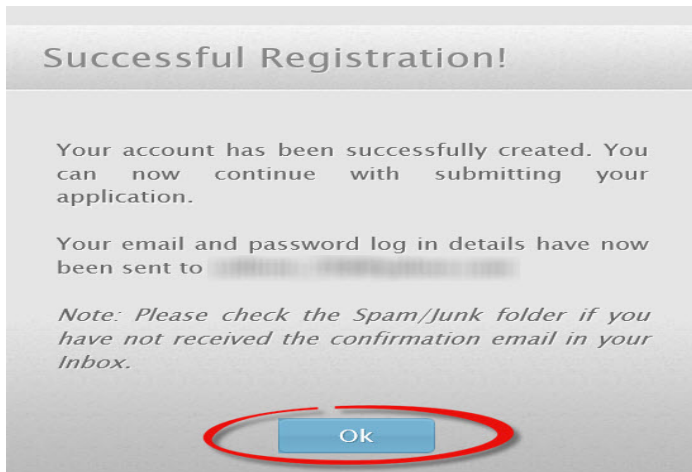 Successful Registration!
Your account has been successfully created. You
can now continue with submitting your
application.
Your email and password log in details have now
been sent to
Note: Please check the Spam/Junk folder if you
have not received the confirmation email in your
Inbox.
Ok